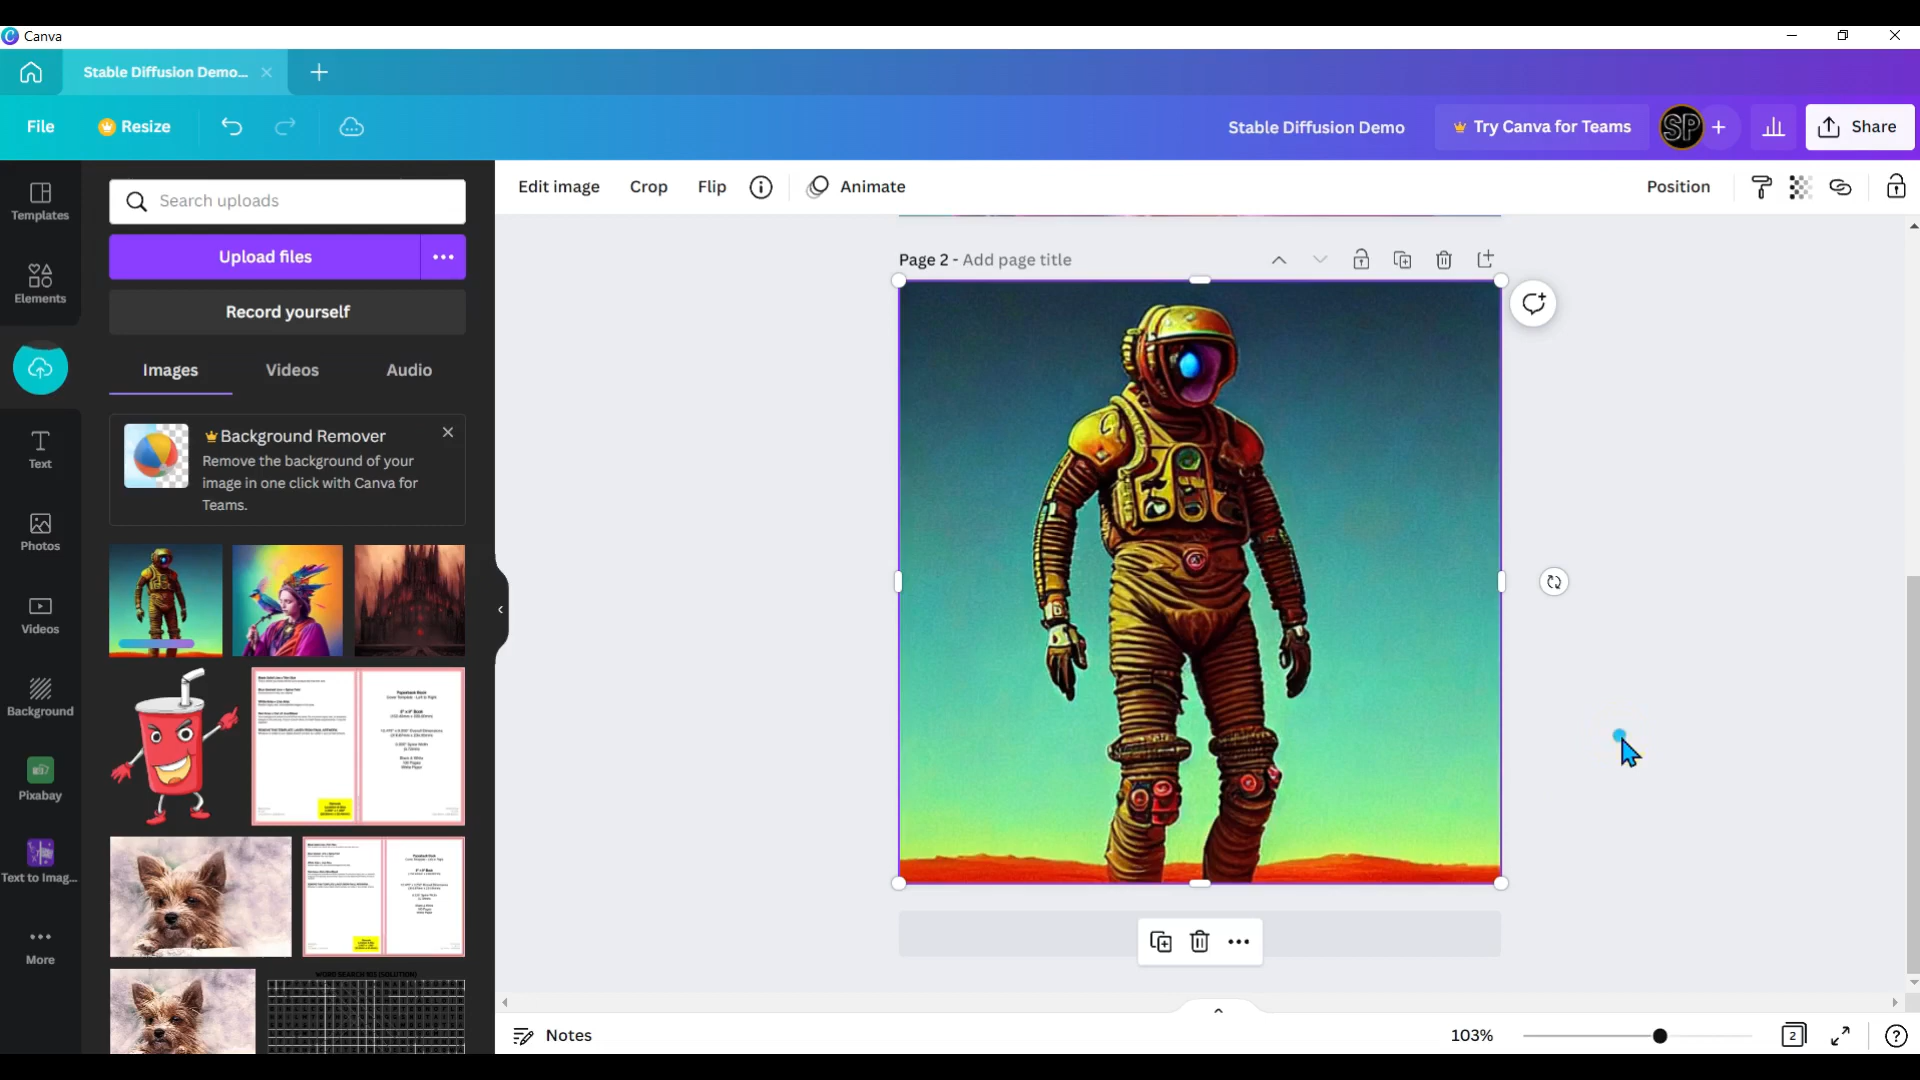 Canva
Stable Diffusion Demo...
File
Resize
Stable Diffusion Demo
Try Canva for Teams
SP
Share
Templates
Elements
Text
Photos
Videos
Background
Pixabay
Text to Imag...
More
Search uploads
Upload files
Record yourself
Images Videos Audio
Background Remover
Remove the background of your
image in one click with Canva for
Teams.
WORD SEARCH
Edit image Crop Flip Animate
Position
Page 2 - Add page title
Notes
103%
2